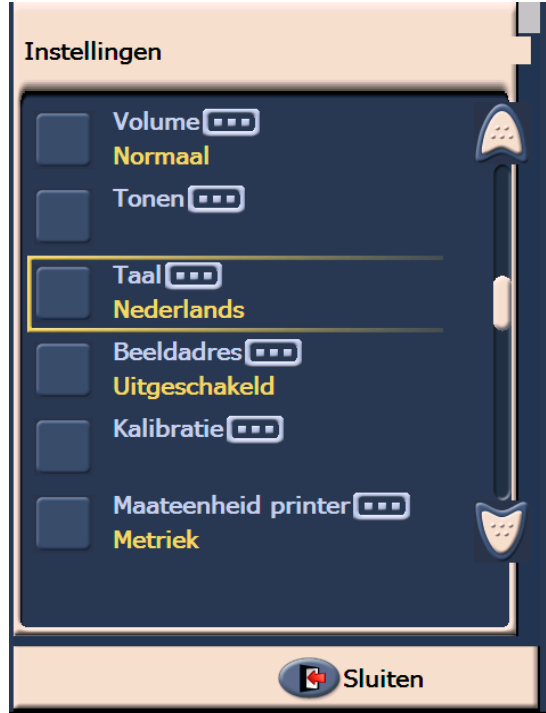 Instellingen
Volume
Normaal
Tonen
Taal
Nederlands
Beeldadres
Uitgeschakeld
Kalibratie
Maateenheid printer
Metriek
Sluiten